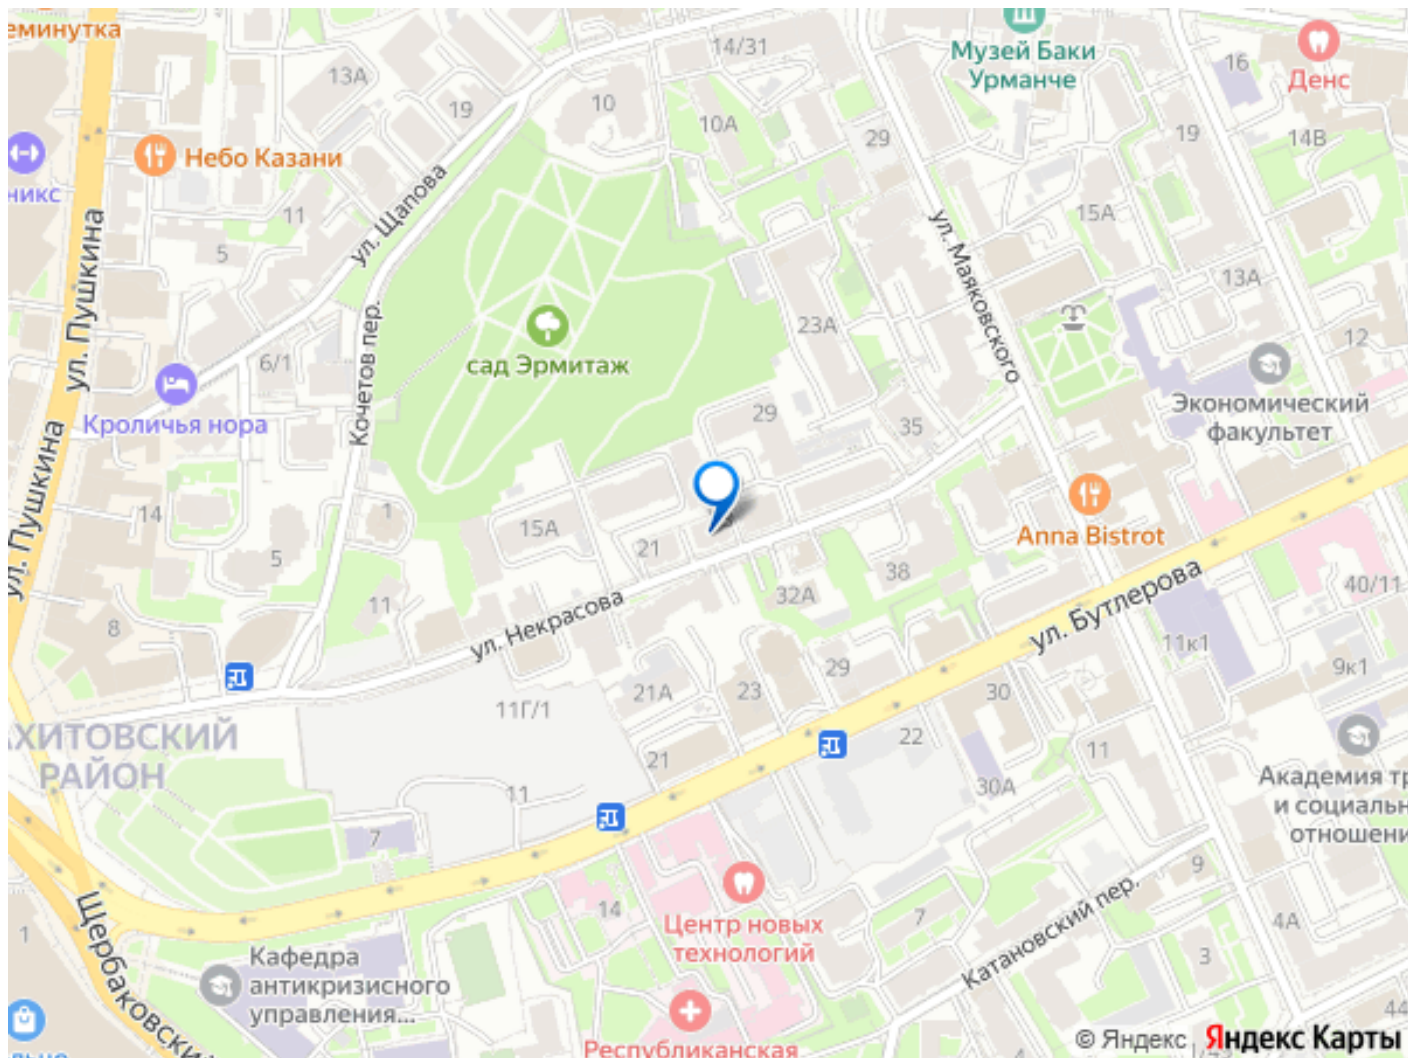 еминутка
14/31
Музей Баки
Урманче
16
Денс
13А
19
10
10А
29
19
14В
Небо Казани
никс
11
ул. Щапова
15А
ул. Пушкина
5
ул. Маяковского
13А
23А
12
сад Эрмитаж
6/1
Кочетов пер.
Кроличья нора
29
35
Экономический
факультет
ул. Пушкина
14
1
15А
21
Anna Bistrot
5
38
32А
40/11
11
ул. Некрасова
ул. Бутлерова
8
11к1
29
9к1
21А
23
30
11Г/1
ХИТОВСКИЙ
РАЙОН
22
11
21
30А
Академия тр
и социальн
отношени
11
7
9
Щербаковский
1
14
Центр новых
технологий
7
Катановский пер.
4А
3
Кафедра
антикризисного
управления...
44
льно
Республиканская
© Яндекс
Яндекс Карты